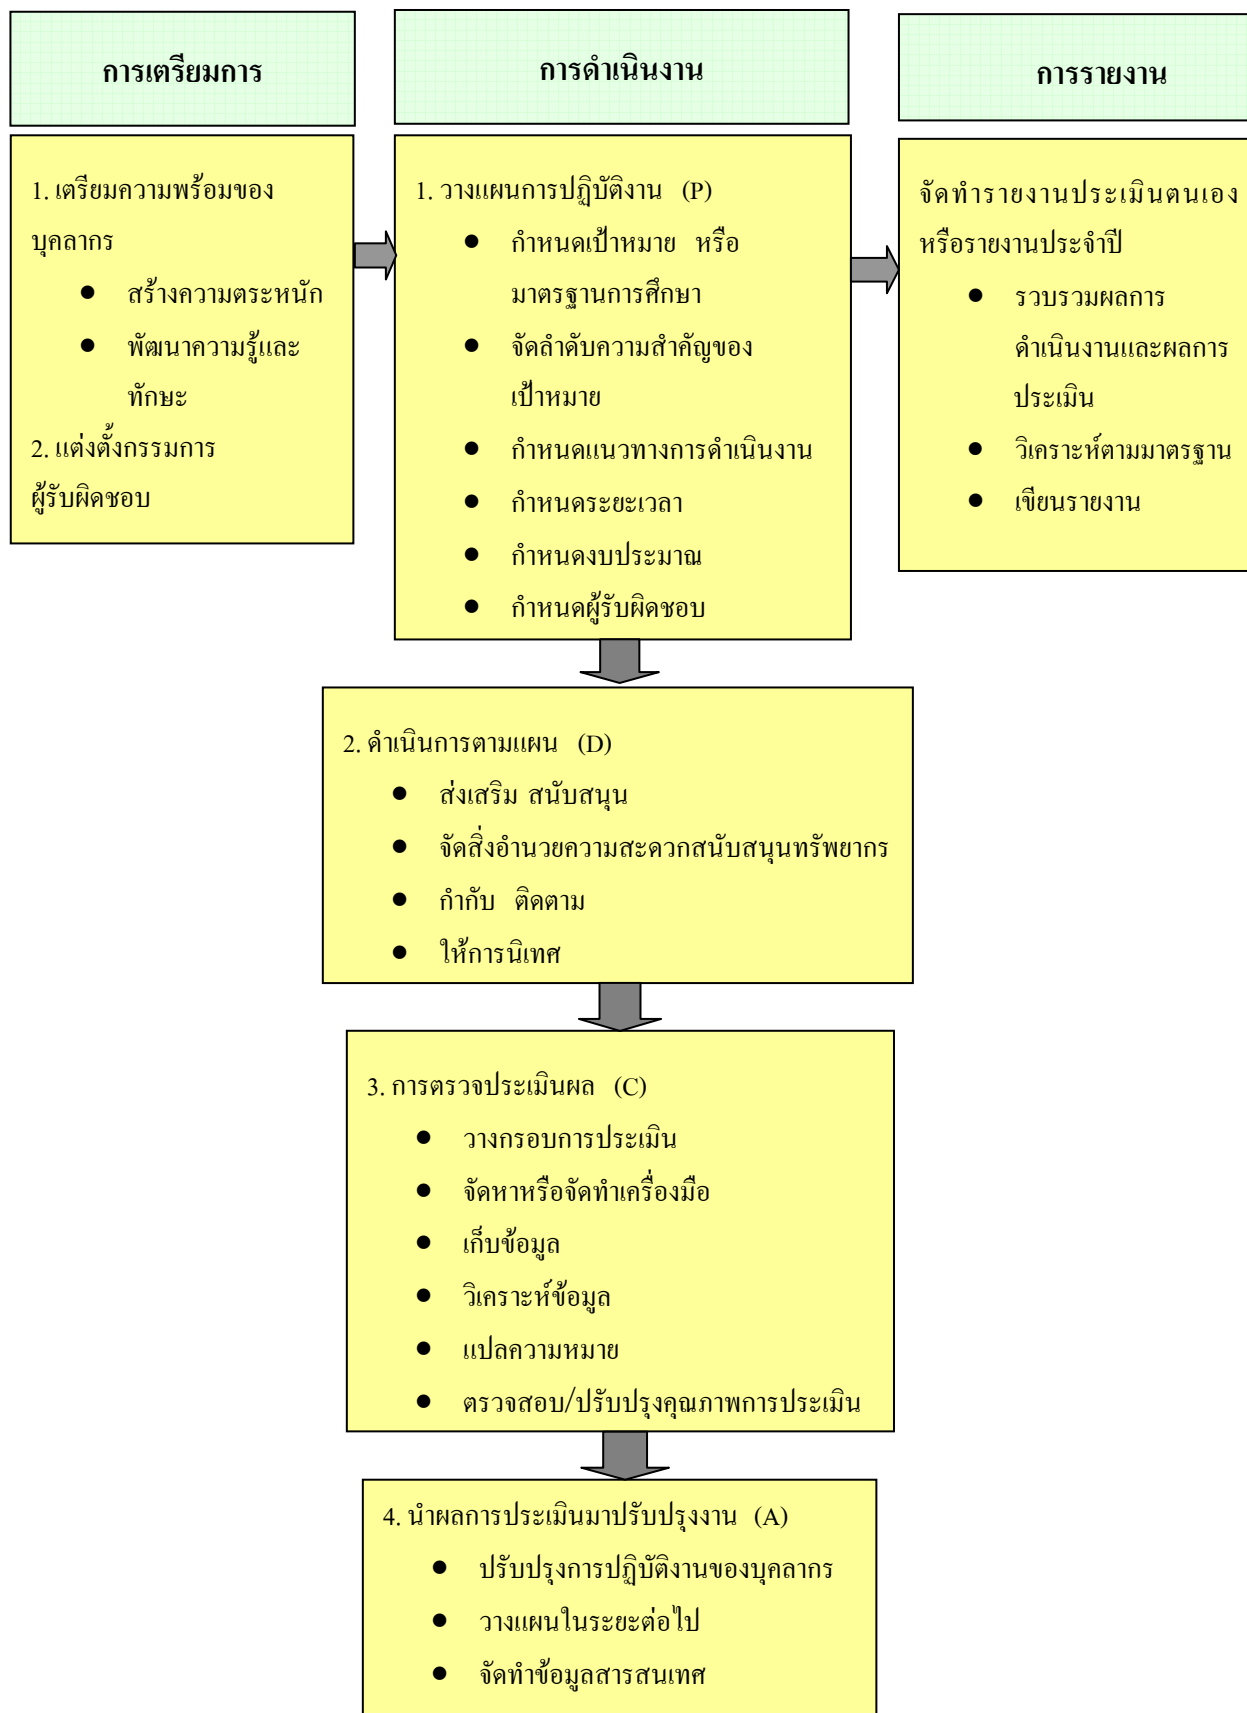 การเตรียมการ
การดำเนินงาน
การรายงาน
1. เตรียมความพร้อมของ
บุคลากร
● สร้างความตระหนัก
● พัฒนาความรู้และ
ทักษะ
2. แต่งตั้งกรรมการ
ผู้รับผิดชอบ
1. วางแผนการปฏิบัติงาน (P)
● กำหนดเป้าหมาย หรือ
มาตรฐานการศึกษา
● จัดลำดับความสำคัญของ
เป้าหมาย
● กำหนดแนวทางการดำเนินงาน
● กำหนดระยะเวลา
● กำหนดงบประมาณ
● กำหนดผู้รับผิดชอบ
จัดทำรายงานประเมินตนเอง
หรือรายงานประจำปี
● รวบรวมผลการ
ดำเนินงานและผลการ
ประเมิน
● วิเคราะห์ตามมาตรฐาน
● เขียนรายงาน
2. ดำเนินการตามแผน (D)
● ส่งเสริม สนับสนุน
● จัดสิ่งอำนวยความสะดวกสนับสนุนทรัพยากร
● กำกับ ติดตาม
● ให้การนิเทศ
3. การตรวจประเมินผล (C)
● วางกรอบการประเมิน
● จัดหาหรือจัดทำเครื่องมือ
● เก็บข้อมูล
● วิเคราะห์ข้อมูล
● แปลความหมาย
● ตรวจสอบ/ปรับปรุงคุณภาพการประเมิน
4. นำผลการประเมินมาปรับปรุงงาน (A)
● ปรับปรุงการปฏิบัติงานของบุคลากร
● วางแผนในระยะต่อไป
● จัดทำข้อมูลสารสนเทศ